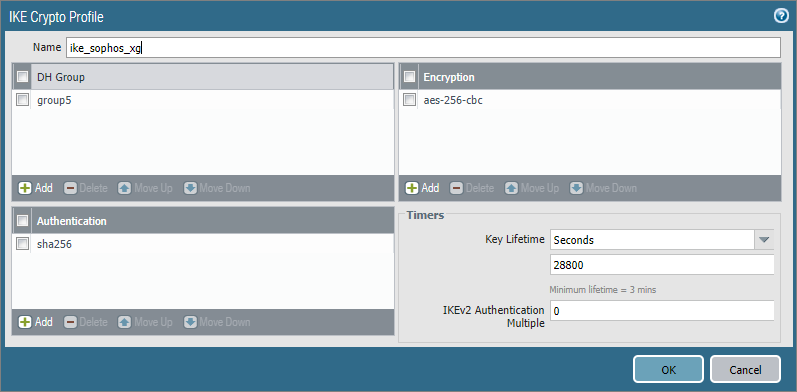 IKE Crypto Profile
Name ike_sophos_xg
DH Group
group5
Add Delete Move Up Move Down
Encryption
aes-256-cbc
Add Delete Move Up Move Down
Authentication
sha256
Add Delete Move Up Move Down
Timers
Key Lifetime Seconds
28800
Minimum lifetime = 3 mins
IKEv2 Authentication Multiple 0
OK Cancel